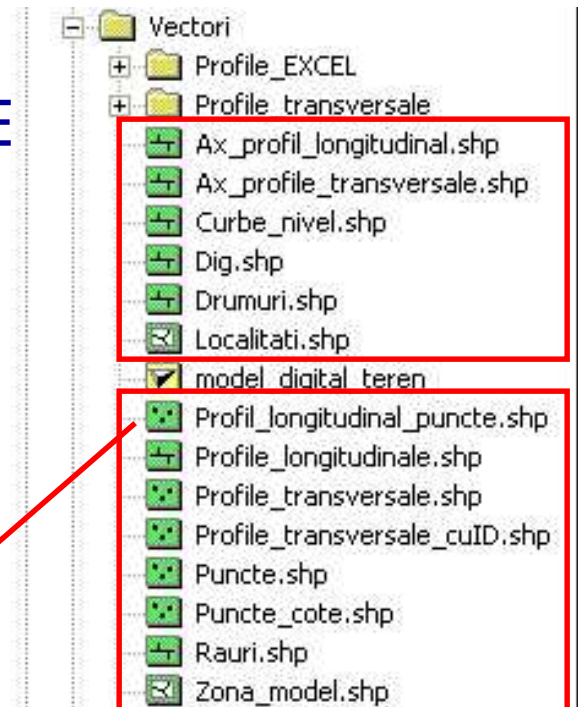 Vectori
Profile_EXCEL
Profile_transversale
E
Ax_profil_longitudinal.shp
Ax_profile_transversale.shp
Curbe_nivel.shp
Dig.shp
Drumuri.shp
Localitati.shp
model_digital_teren
Profil_longitudinal_puncte.shp
Profile_longitudinale.shp
Profile_transversale.shp
Profile_transversale_cuID.shp
Puncte.shp
Puncte_cote.shp
Rauri.shp
Zona_model.shp